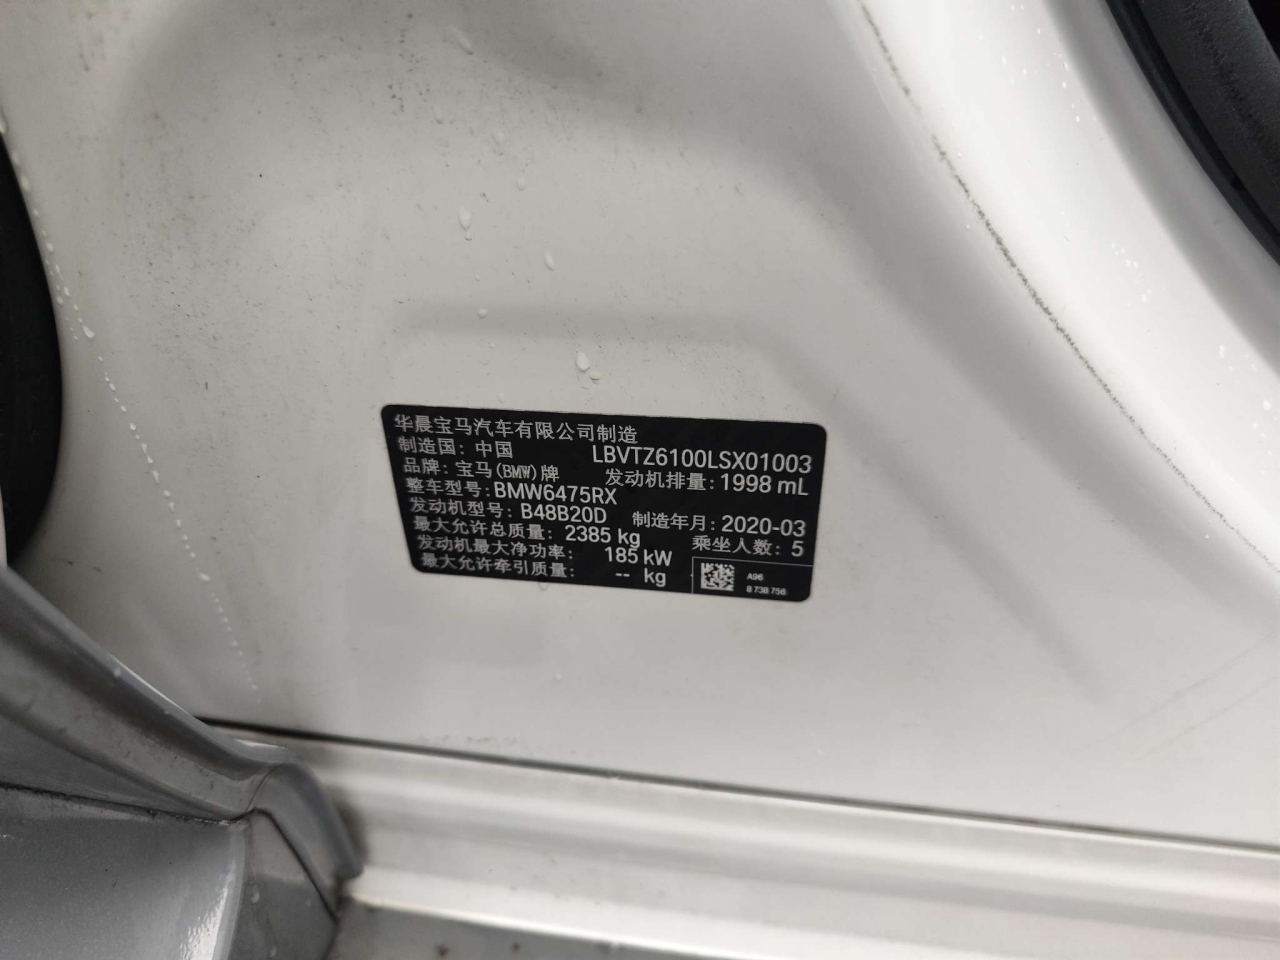 华晨宝马汽车有限公司制造
制造国：中国 LBVTZ6100LSX01003
品牌：宝马(BMW)牌 发动机排量：1998 mL
整车型号：BMW6475RX
发动机型号：B48B20D 制造年月：2020-03
最大允许总质量：2385 kg 乘坐人数：5
发动机最大净功率：185 kW
最大允许牵引质量：-- kg
A96
8 738 756